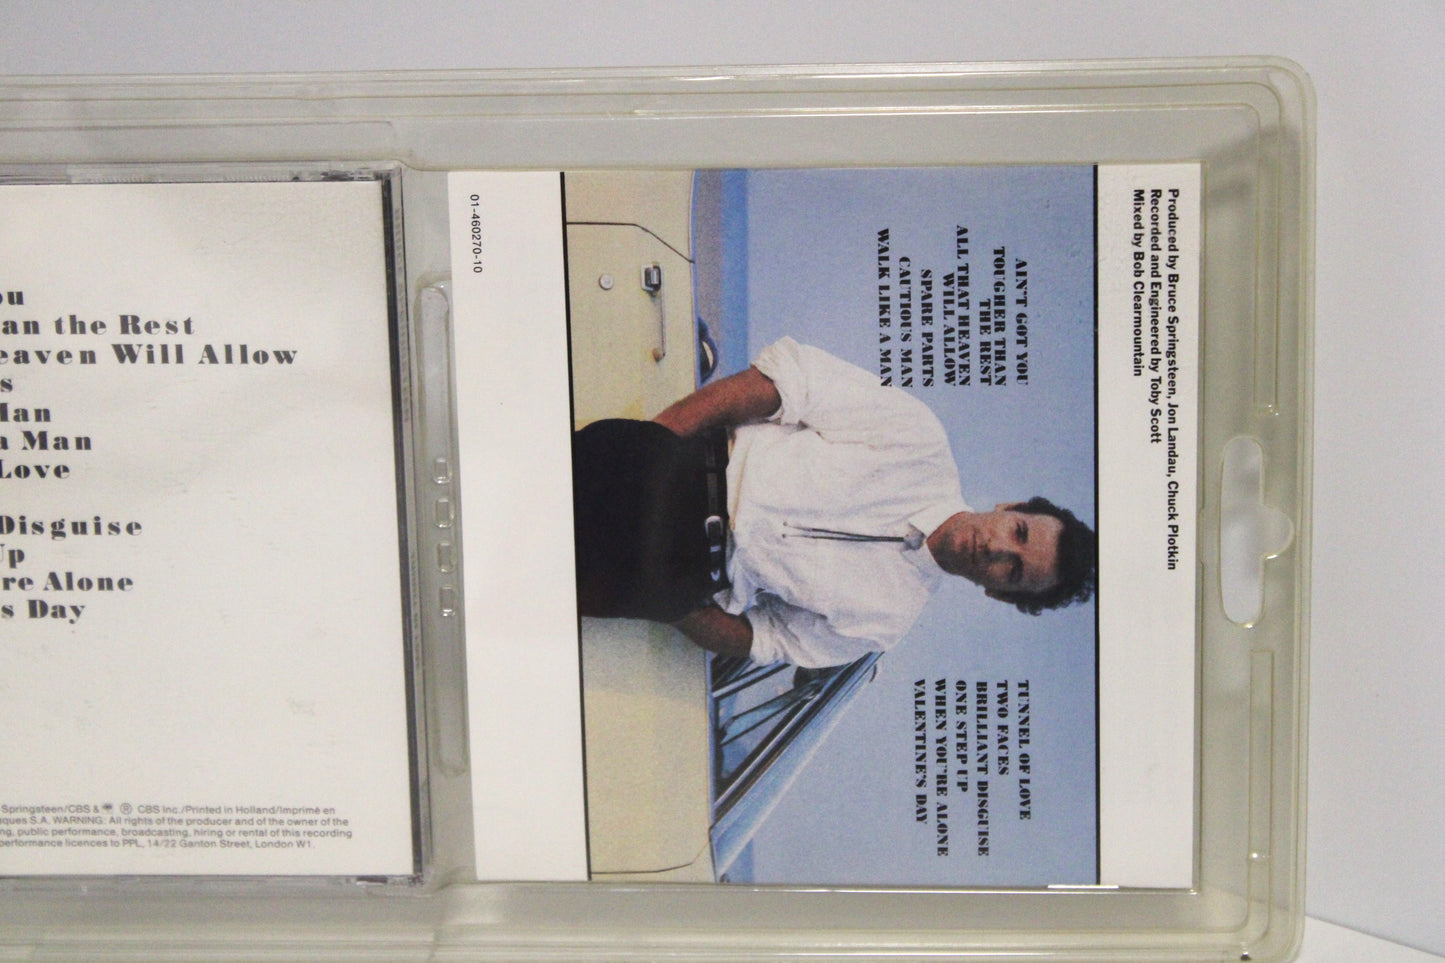 ou
an the Rest
eaven Will Allow
s
Man
a Man
Love
Disguise
Up
re Alone
s Day
Springsteen/CBS & ℗ CBS Inc./Printed in Holland/Imprimé en
ques S.A. WARNING: All rights of the producer and of the owner of the
ng, public performance, broadcasting, hiring or rental of this recording
performance licences to PPL, 14/22 Ganton Street, London W1.
01-460270-10
Produced by Bruce Springsteen, Jon Landau, Chuck Plotkin
Recorded and Engineered by Toby Scott
Mixed by Bob Clearmountain
AIN'T GOT YOU
TOUGHER THAN
THE REST
ALL THAT HEAVEN
WILL ALLOW
SPARE PARTS
CAUTIOUS MAN
WALK LIKE A MAN
TUNNEL OF LOVE
TWO FACES
BRILLIANT DISGUISE
ONE STEP UP
WHEN YOU'RE ALONE
VALENTINE'S DAY